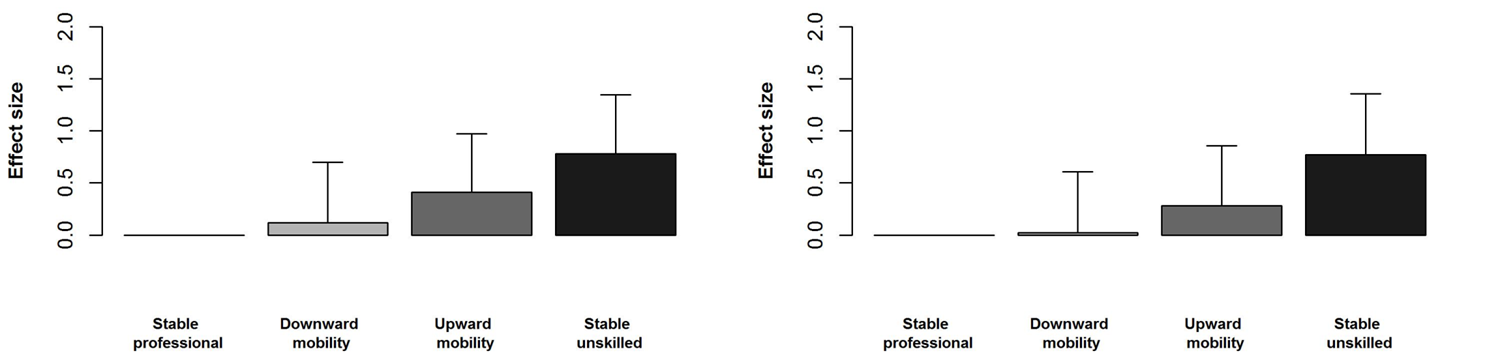 Effect size
2.0
1.5
1.0
0.5
0.0
Stable
professional
Downward
mobility
Upward
mobility
Stable
unskilled
Effect size
2.0
1.5
1.0
0.5
0.0
Stable
professional
Downward
mobility
Upward
mobility
Stable
unskilled